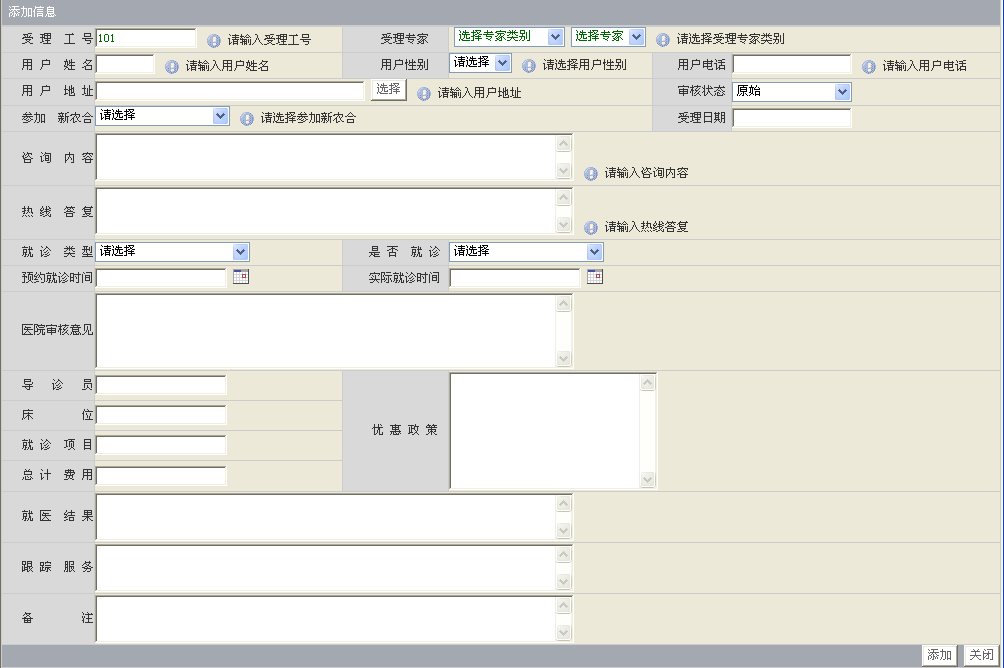 添加信息
受 理 工 号 101 请输入受理工号 受理专家 选择专家类别 选择专家 请选择受理专家类别
用 户 姓 名 请输入用户姓名 用户性别 请选择 请选择用户性别 用户电话 请输入用户电话
用 户 地 址 选择 请输入用户地址 审核状态 原始
参加 新农合 请选择 请选择参加新农合 受理日期
咨 询 内 容 请输入咨询内容
热 线 答 复 请输入热线答复
就 诊 类 型 请选择 是 否 就 诊 请选择
预约就诊时间 实际就诊时间
医院审核意见
导 诊 员
床 位
优 惠 政 策
就 诊 项 目
总 计 费 用
就 医 结 果
跟 踪 服 务
备 注
添加 关闭